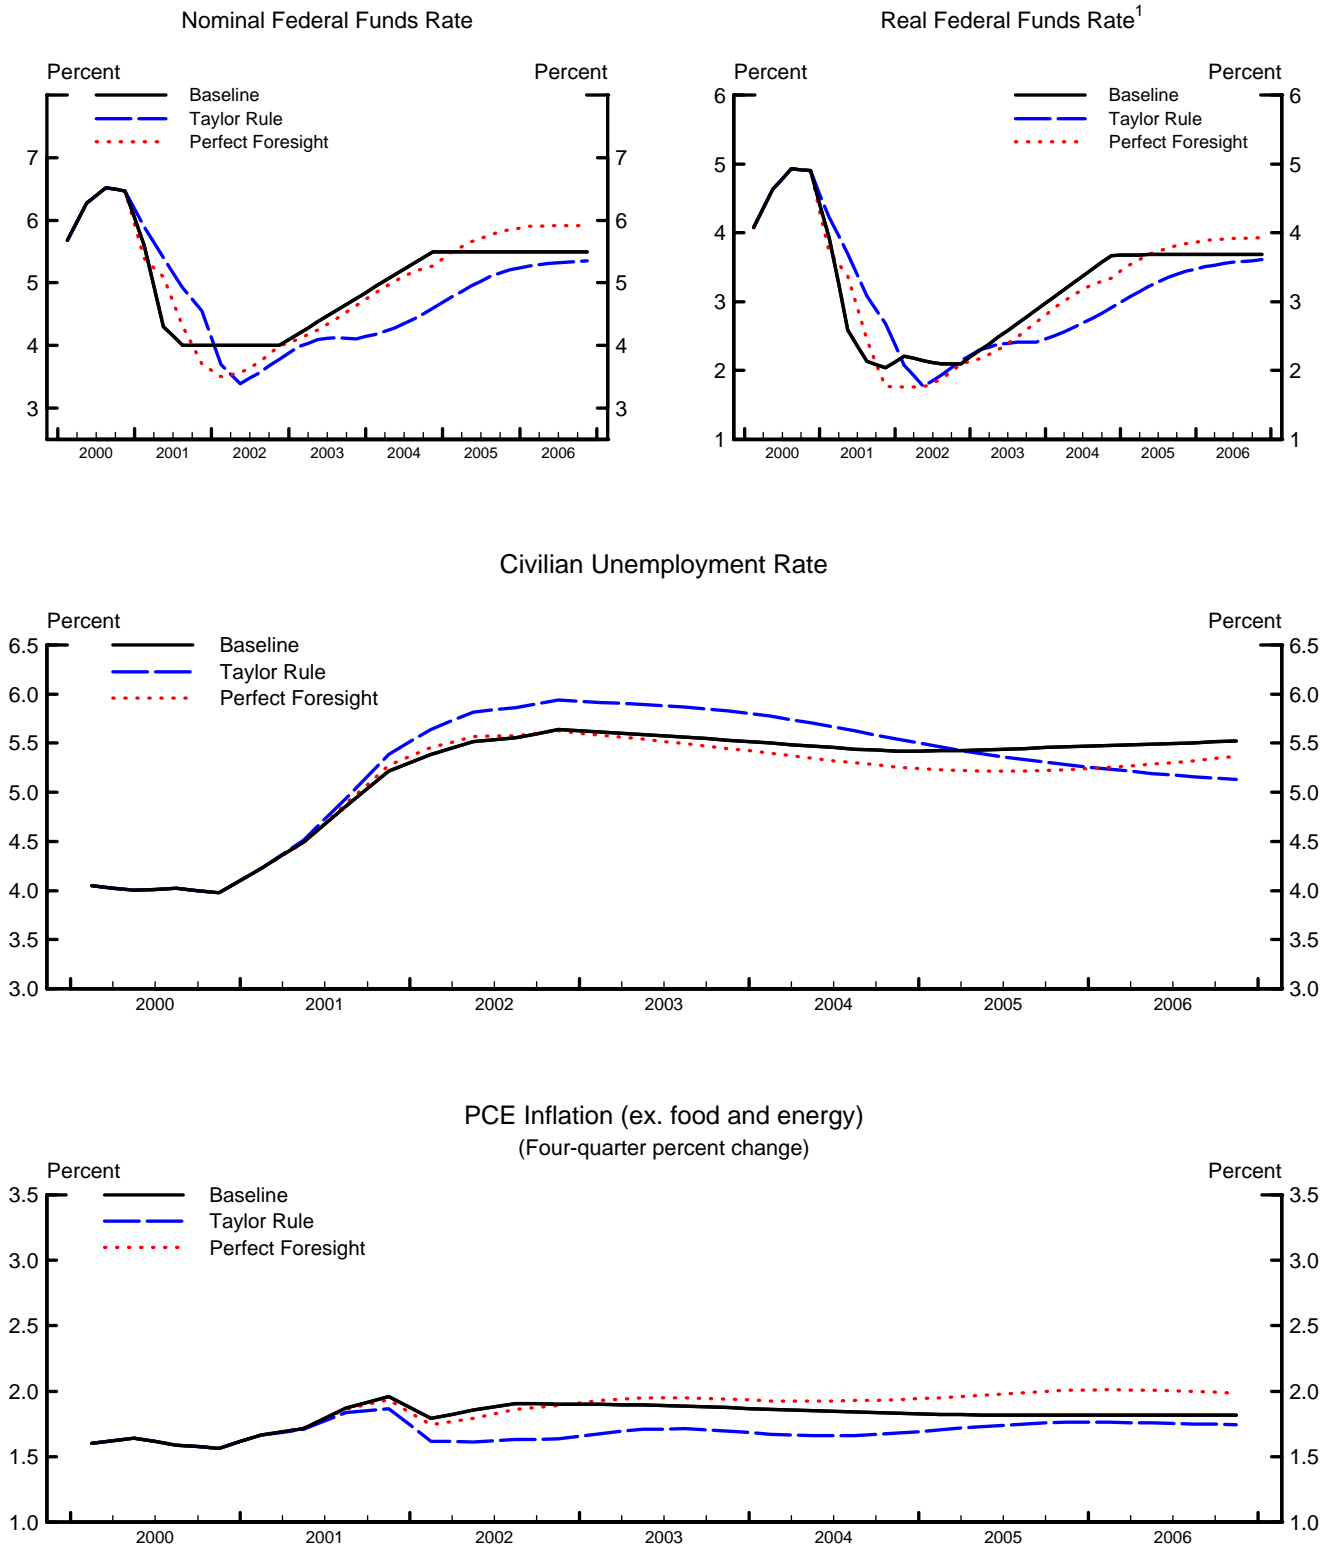 Nominal Federal Funds Rate
Percent Percent
Baseline
Taylor Rule
Perfect Foresight
7 7
6 6
5 5
4 4
3 3
2000 2001 2002 2003 2004 2005 2006
Real Federal Funds Rate¹
Percent Percent
6 6
Baseline
Taylor Rule
Perfect Foresight
5 5
4 4
3 3
2 2
1 1
2000 2001 2002 2003 2004 2005 2006
Civilian Unemployment Rate
Percent Percent
6.5 6.5
Baseline
Taylor Rule
Perfect Foresight
6.0 6.0
5.5 5.5
5.0 5.0
4.5 4.5
4.0 4.0
3.5 3.5
3.0 3.0
2000 2001 2002 2003 2004 2005 2006
PCE Inflation (ex. food and energy)
(Four-quarter percent change)
Percent Percent
3.5 3.5
Baseline
Taylor Rule
Perfect Foresight
3.0 3.0
2.5 2.5
2.0 2.0
1.5 1.5
1.0 1.0
2000 2001 2002 2003 2004 2005 2006